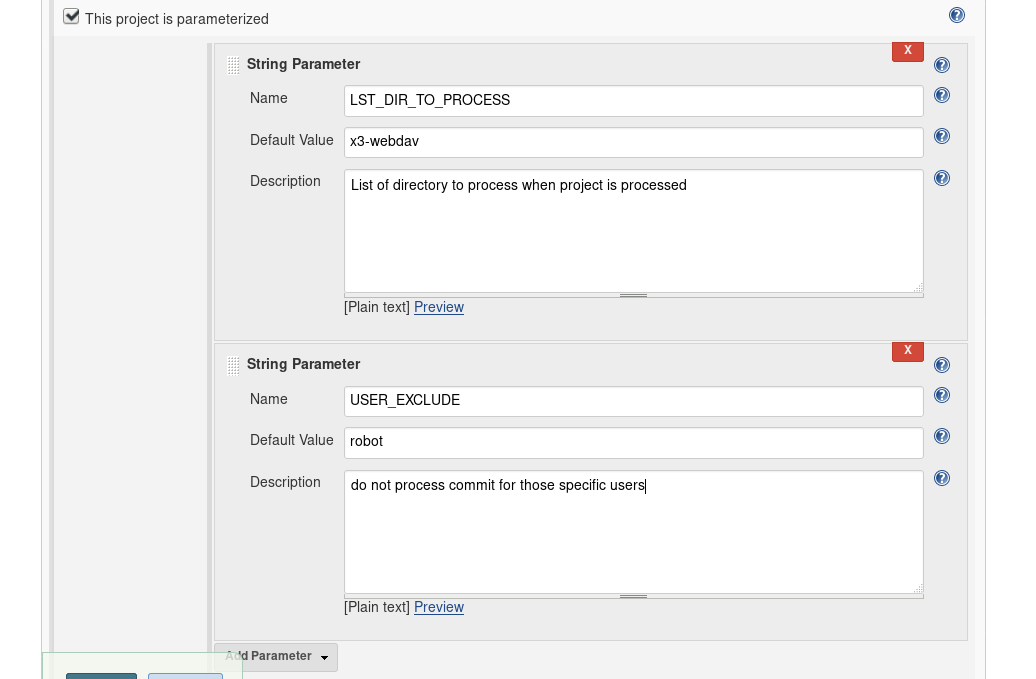 This project is parameterized
X
String Parameter
Name
LST_DIR_TO_PROCESS
Default Value
x3-webdav
Description
List of directory to process when project is processed
[Plain text] Preview
X
String Parameter
Name
USER_EXCLUDE
Default Value
robot
Description
do not process commit for those specific users
[Plain text] Preview
Add Parameter